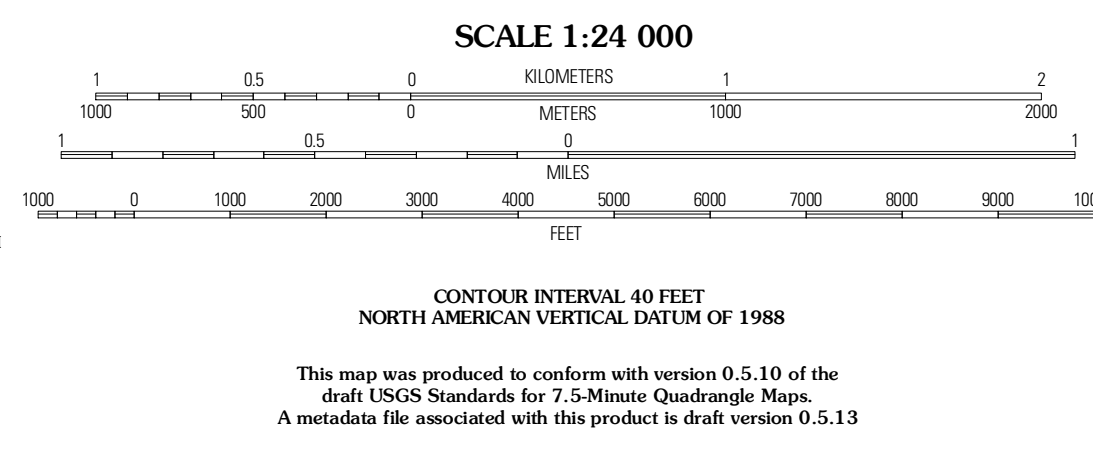 SCALE 1:24 000
1 0.5 0 KILOMETERS 1 2
1000 500 0 METERS 1000 2000
1 0.5 0 1
MILES
1000 0 1000 2000 3000 4000 5000 6000 7000 8000 9000
FEET
CONTOUR INTERVAL 40 FEET
NORTH AMERICAN VERTICAL DATUM OF 1988
This map was produced to conform with version 0.5.10 of the
draft USGS Standards for 7.5-Minute Quadrangle Maps.
A metadata file associated with this product is draft version 0.5.13